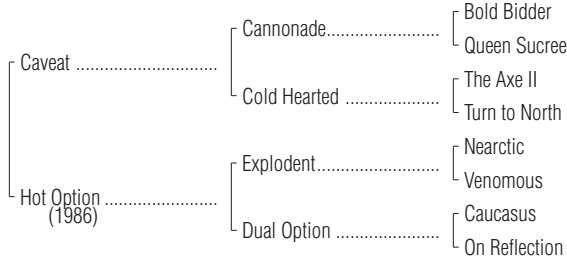 Bold Bidder
Cannonade..........................
Queen Sucree
Caveat .................................
The Axe II
Cold Hearted ......................
Turn to North
Nearctic
Explodent............................
Venomous
Hot Option ..........................
(1986)
Caucasus
Dual Option ........................
On Reflection